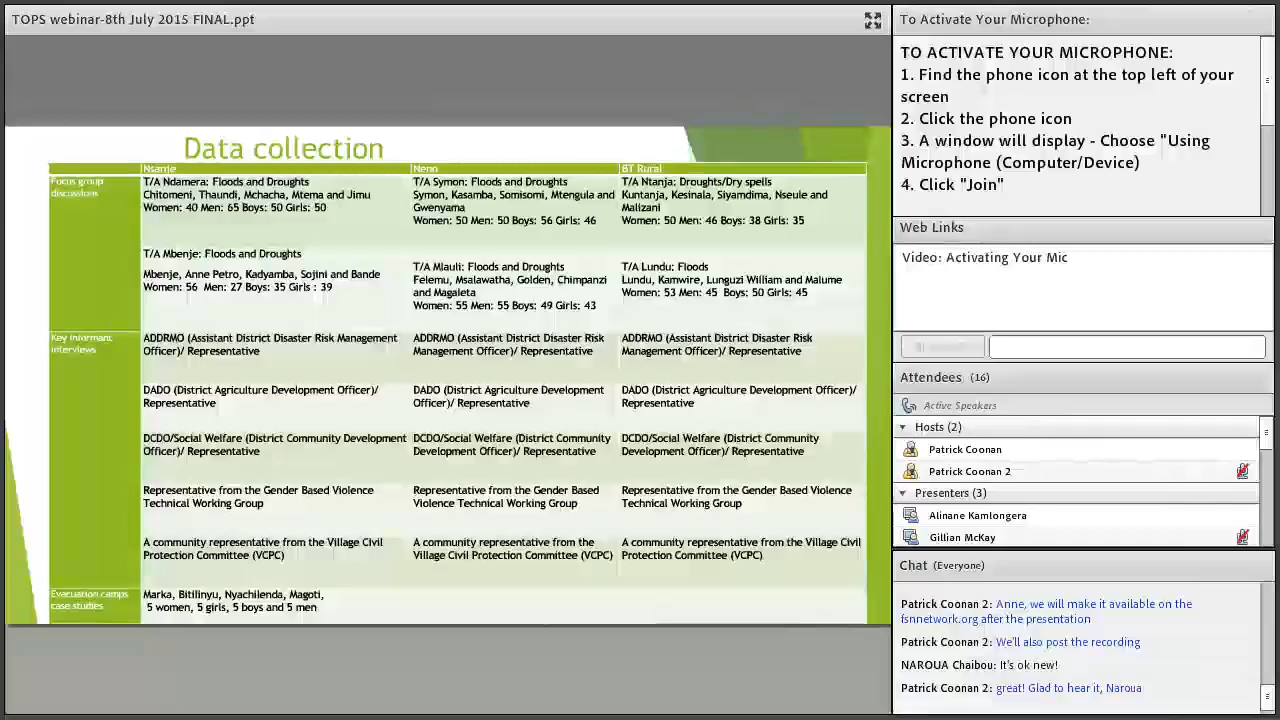 TOPS webinar-8th July 2015 FINAL.ppt
Data collection
Nsanje
Neno
BT Rural
Focus group
discussions
T/A Ndamera: Floods and Droughts
Chitomeni, Thaundi, Mchacha, Mtema and Jimu
Women: 40 Men: 65 Boys: 50 Girls: 50
T/A Mbenje: Floods and Droughts
Mbenje, Anne Petro, Kadyamba, Sojini and Bande
Women: 56 Men: 27 Boys: 35 Girls : 39
T/A Symon: Floods and Droughts
Symon, Kasamba, Somisomi, Mtengula and
Gwenyama
Women: 50 Men: 50 Boys: 56 Girls: 46
T/A Mlauli: Floods and Droughts
Felemu, Msalawatha, Golden, Chimpanzi
and Magaleta
Women: 55 Men: 55 Boys: 49 Girls: 43
T/A Ntanja: Droughts/Dry spells
Kuntanja, Kesinala, Siyamdima, Nseule and
Malizani
Women: 50 Men: 46 Boys: 38 Girls: 35
T/A Lundu: Floods
Lundu, Kamwire, Lunguzi William and Malume
Women: 53 Men: 45 Boys: 50 Girls: 45
Key informant
interviews
ADDRMO (Assistant District Disaster Risk Management
Officer)/ Representative
ADDRMO (Assistant District Disaster Risk
Management Officer)/ Representative
ADDRMO (Assistant District Disaster Risk
Management Officer)/ Representative
DADO (District Agriculture Development Officer)/
Representative
DADO (District Agriculture Development
Officer)/ Representative
DADO (District Agriculture Development Officer)/
Representative
DCDO/Social Welfare (District Community Development
Officer)/ Representative
DCDO/Social Welfare (District Community
Development Officer)/ Representative
DCDO/Social Welfare (District Community
Development Officer)/ Representative
Representative from the Gender Based Violence
Technical Working Group
Representative from the Gender Based
Violence Technical Working Group
Representative from the Gender Based Violence
Technical Working Group
A community representative from the Village Civil
Protection Committee (VCPC)
A community representative from the
Village Civil Protection Committee (VCPC)
A community representative from the Village Civil
Protection Committee (VCPC)
Evacuation camps
case studies
Marka, Bitilinyu, Nyachilenda, Magoti,
5 women, 5 girls, 5 boys and 5 men
To Activate Your Microphone:
TO ACTIVATE YOUR MICROPHONE:
1. Find the phone icon at the top left of your
screen
2. Click the phone icon
3. A window will display - Choose "Using
Microphone (Computer/Device)
4. Click "Join"
Web Links
Video: Activating Your Mic
Attendees (16)
Active Speakers
Hosts (2)
Patrick Coonan
Patrick Coonan 2
Presenters (3)
Alinane Kamlongera
Gillian McKay
Chat (Everyone)
Patrick Coonan 2: Anne, we will make it available on the
fsnnetwork.org after the presentation
Patrick Coonan 2: We'll also post the recording
NAROUA Chaibou: It's ok new!
Patrick Coonan 2: great! Glad to hear it, Naroua